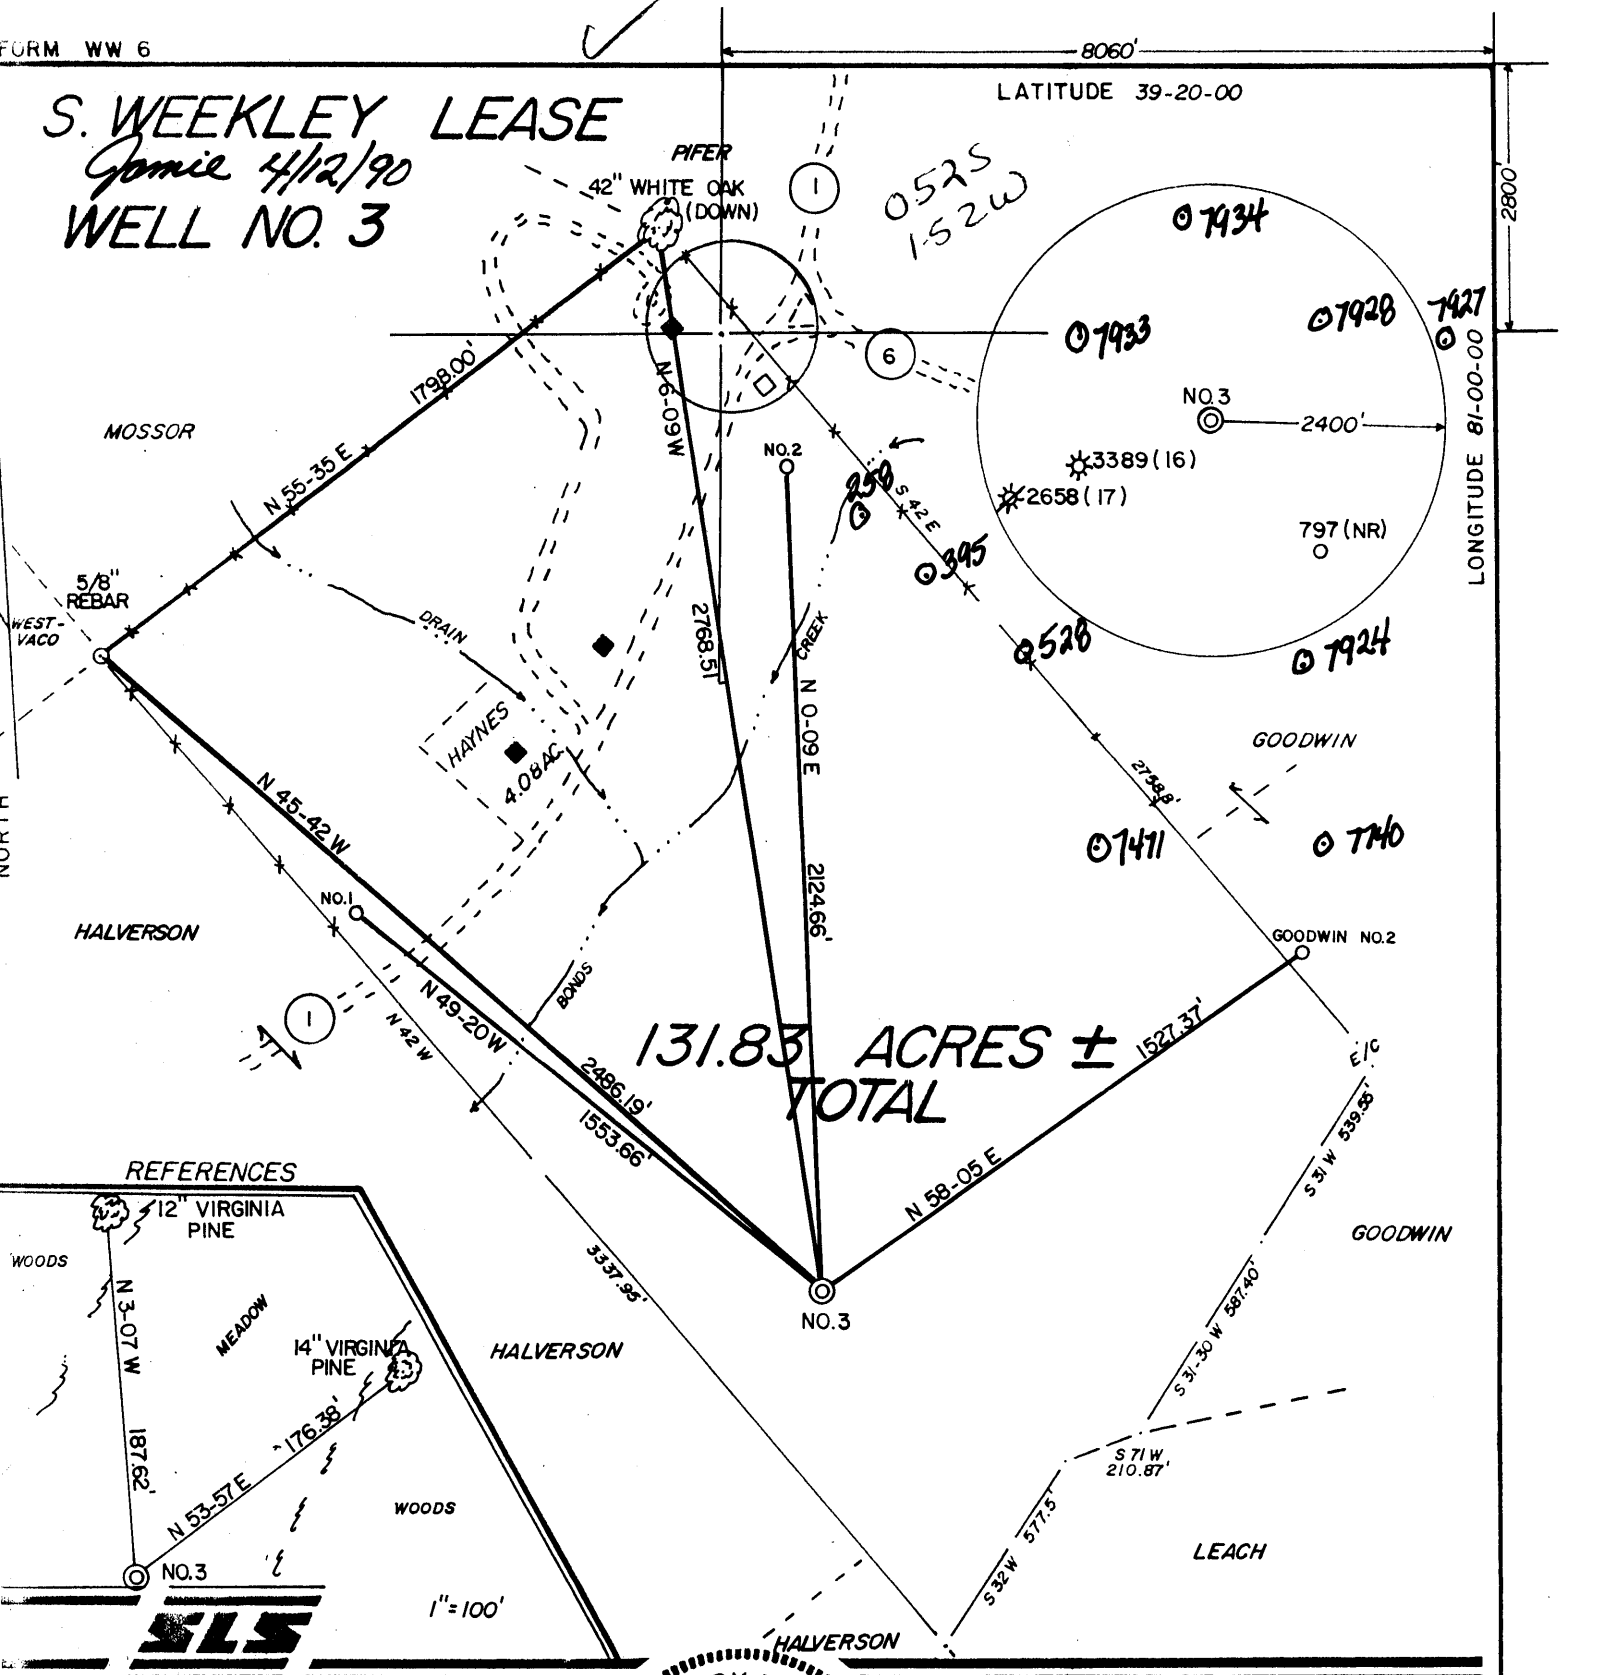 FORM WW 6
8060'
LATITUDE 39-20-00
S. WEEKLEY LEASE
Jamie 4/12/90
WELL NO. 3
PIFER
42" WHITE OAK
(DOWN)
1
0.52S
1.52W
2800'
7934
7933
7928
7927
6
NO.3
2400'
3389(16)
2658(17)
797(NR)
LONGITUDE 81-00-00
1798.00'
MOSSOR
N 55-35 E
N 6-09 W
NO.2
258
S 42 E
395
528
7924
5/8"
REBAR
WEST-
VACO
DRAIN
2768.51'
CREEK
N 0-09 E
HAYNES
4.08 AC.
GOODWIN
2758.8'
7471
7740
NORTH
N 45-42 W
NO.1
2124.66'
HALVERSON
GOODWIN NO.2
BONDS
1
N 49-20 W
N 42 W
131.83 ACRES ±
TOTAL
1527.37'
E/C
2486.19'
1553.66'
N 58-05 E
S 31 W 539.55'
REFERENCES
12" VIRGINIA
PINE
WOODS
N 3-07 W
187.62'
MEADOW
14" VIRGINIA
PINE
176.38'
N 53-57 E
NO.3
WOODS
1"=100'
SLS
3337.95'
NO.3
HALVERSON
GOODWIN
S 31-30 W 587.40'
S 71 W
210.87'
S 32 W 577.5'
LEACH
HALVERSON